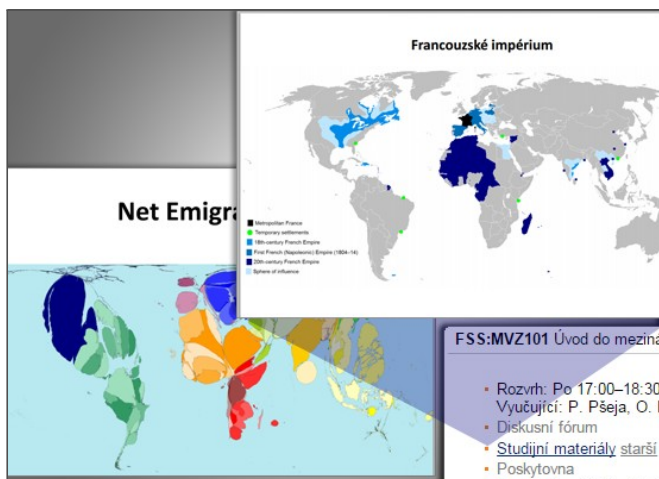 Francouzské impérium
Metropolitan France
Temporary settlements
18th-century French Empire
First French (Napoleonic) Empire (1804–14)
20th-century French Empire
Sphere of influence
Net Emigra
FSS:MVZ101 Úvod do meziná
Rozvrh: Po 17:00–18:30
Vyučující: P. Pšeja, O.
Diskusní fórum
Studijní materiály starší
Poskytovna